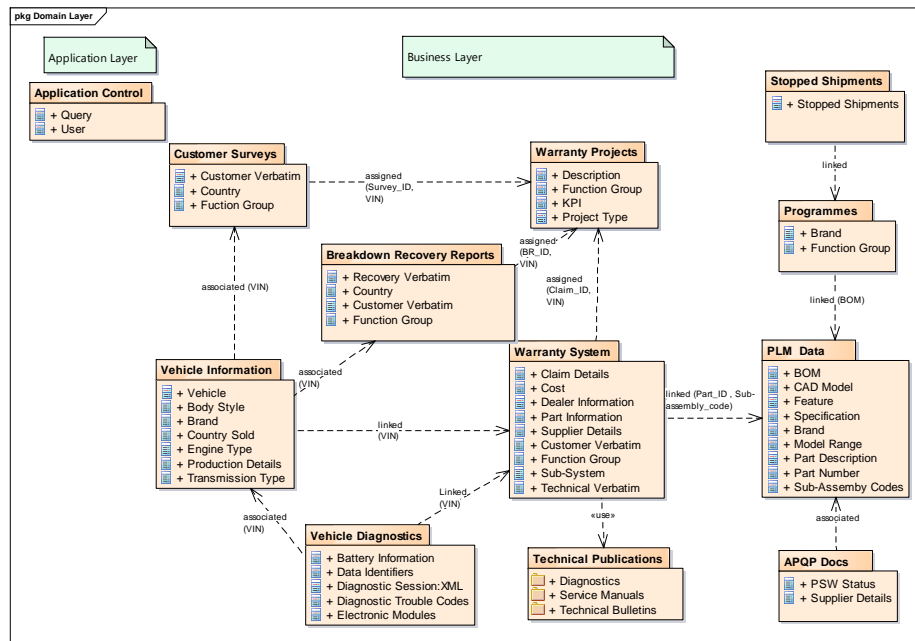 pkg Domain Layer
Application Layer
Business Layer
Application Control
+ Query
+ User
Stopped Shipments
+ Stopped Shipments
Customer Surveys
+ Customer Verbatim
+ Country
+ Fuction Group
assigned
(Survey_ID,
VIN)
Warranty Projects
+ Description
+ Function Group
+ KPI
+ Project Type
linked
Programmes
+ Brand
+ Function Group
Breakdown Recovery Reports
+ Recovery Verbatim
+ Country
+ Customer Verbatim
+ Function Group
assigned
(BR_ID,
VIN)
assigned
(Claim_ID,
VIN)
associated (VIN)
linked (BOM)
Vehicle Information
+ Vehicle
+ Body Style
+ Brand
+ Country Sold
+ Engine Type
+ Production Details
+ Transmission Type
associated
(VIN)
linked
(VIN)
Warranty System
+ Claim Details
+ Cost
+ Dealer Information
+ Part Information
+ Supplier Details
+ Customer Verbatim
+ Function Group
+ Sub-System
+ Technical Verbatim
linked (Part_ID , Sub-
assembly_code)
PLM Data
+ BOM
+ CAD Model
+ Feature
+ Specification
+ Brand
+ Model Range
+ Part Description
+ Part Number
+ Sub-Assemby Codes
associated
(VIN)
Linked
(VIN)
«use»
associated
Vehicle Diagnostics
+ Battery Information
+ Data Identifiers
+ Diagnostic Session:XML
+ Diagnostic Trouble Codes
+ Electronic Modules
Technical Publications
+ Diagnostics
+ Service Manuals
+ Technical Bulletins
APQP Docs
+ PSW Status
+ Supplier Details